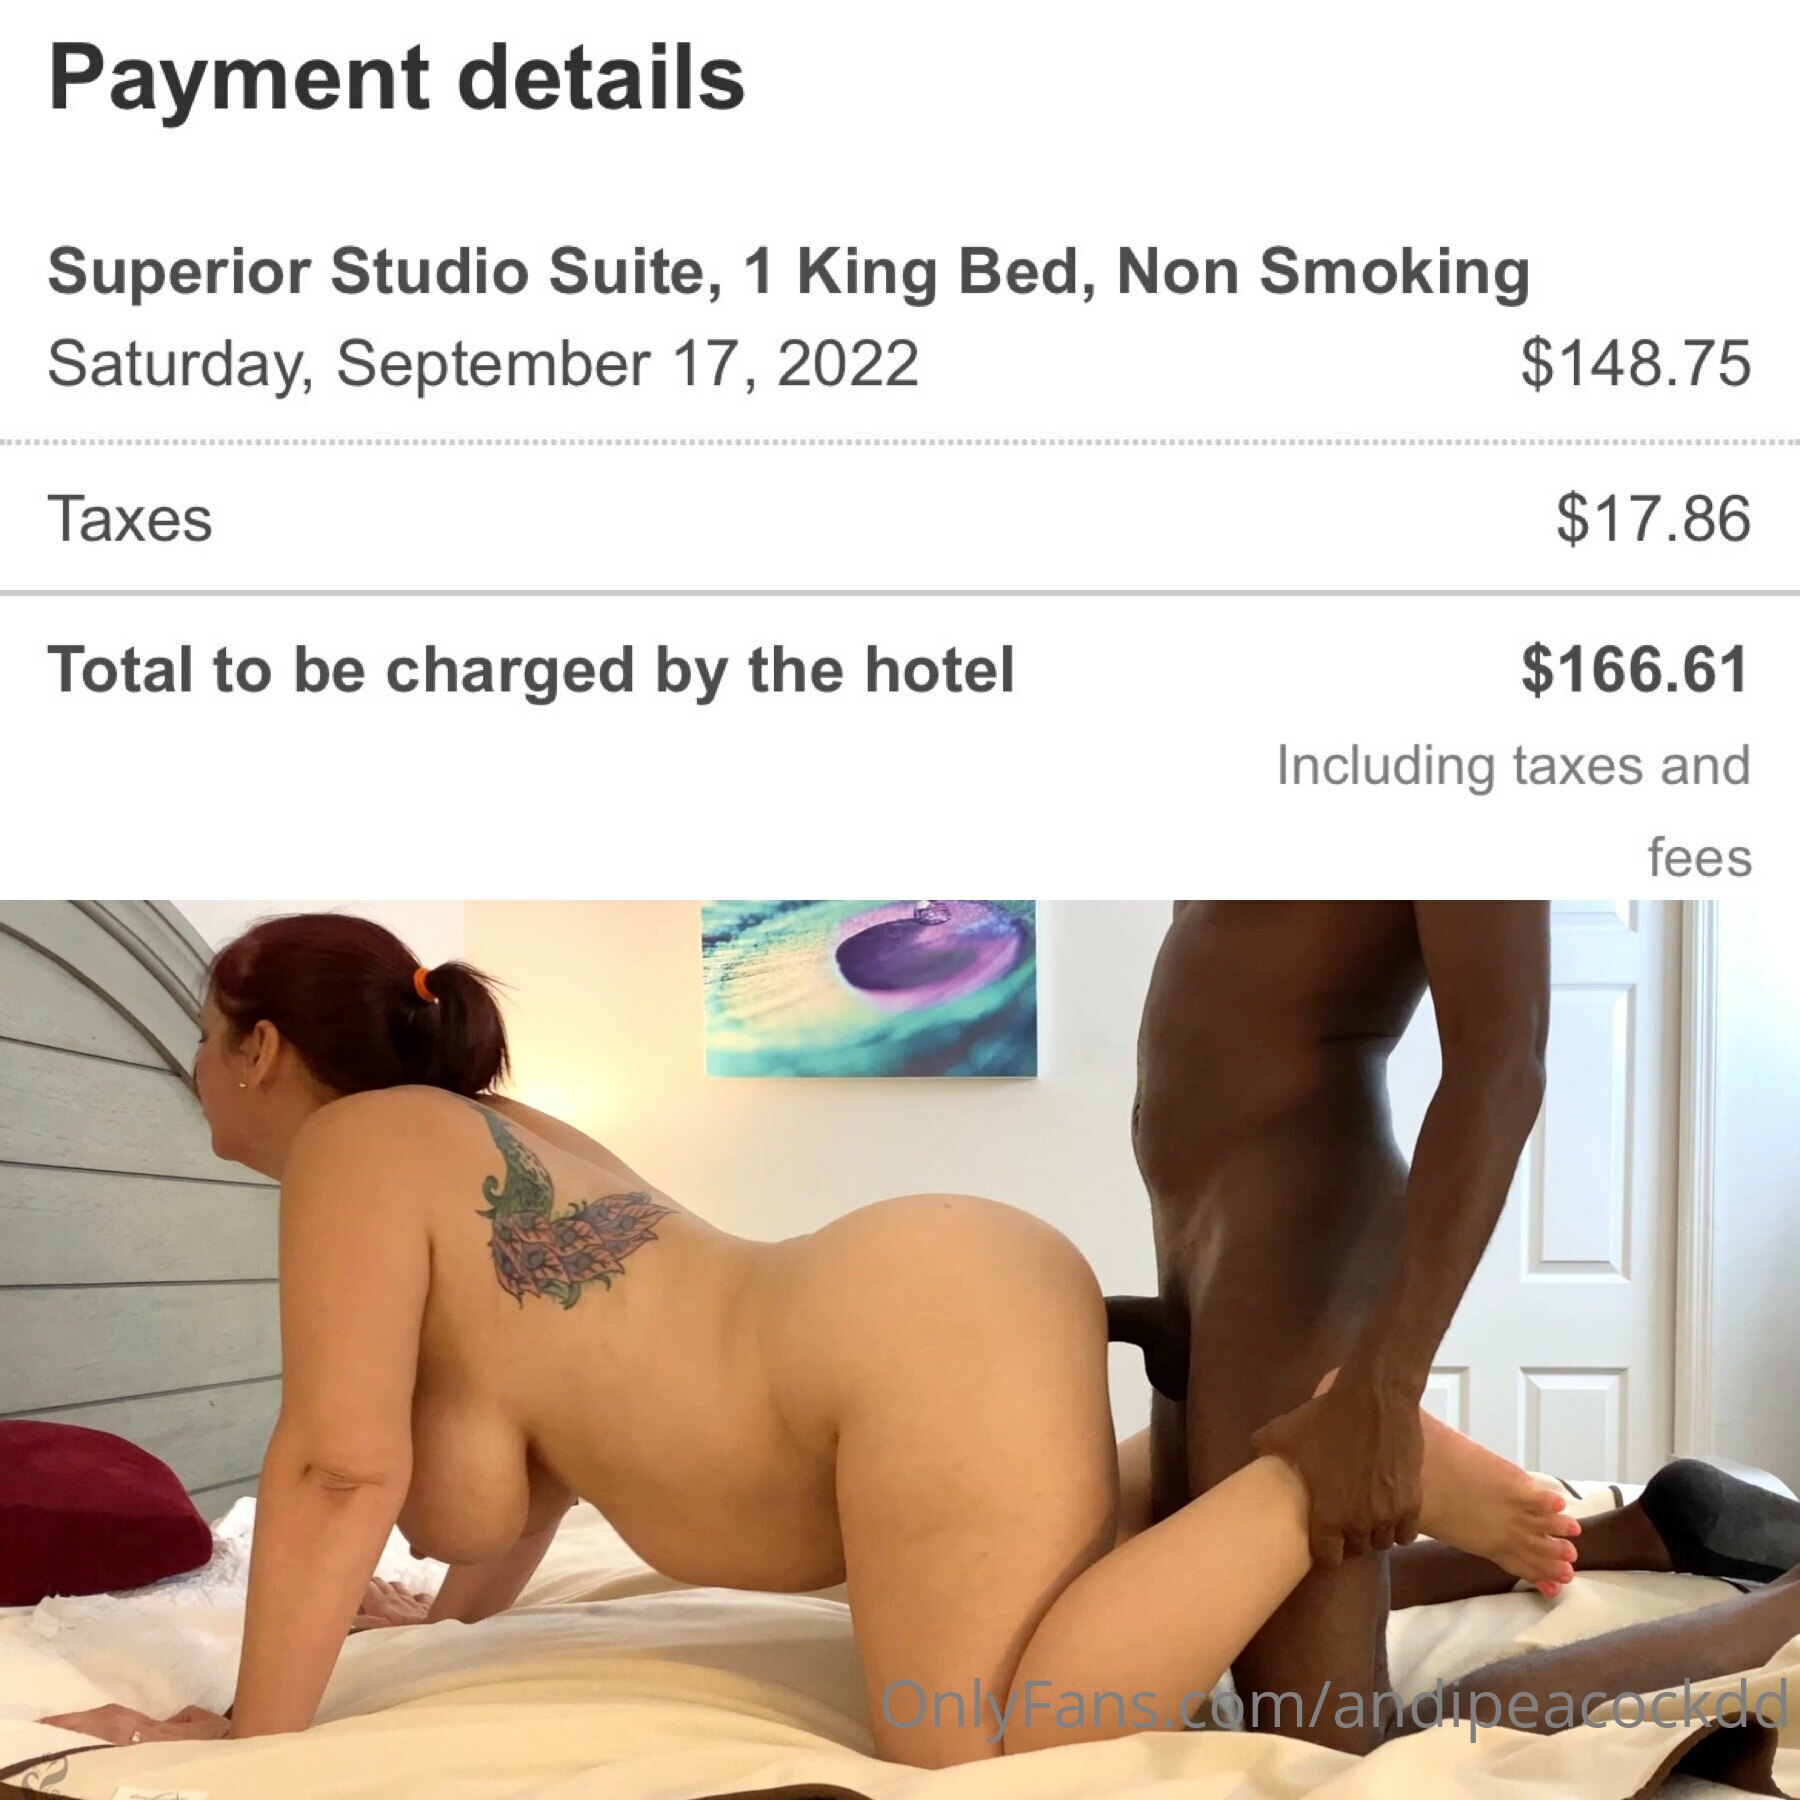 Payment details
Superior Studio Suite, 1 King Bed, Non Smoking
Saturday, September 17, 2022 $148.75
Taxes $17.86
Total to be charged by the hotel $166.61
Including taxes and
fees
OnlyFans.com/andipeacockdd